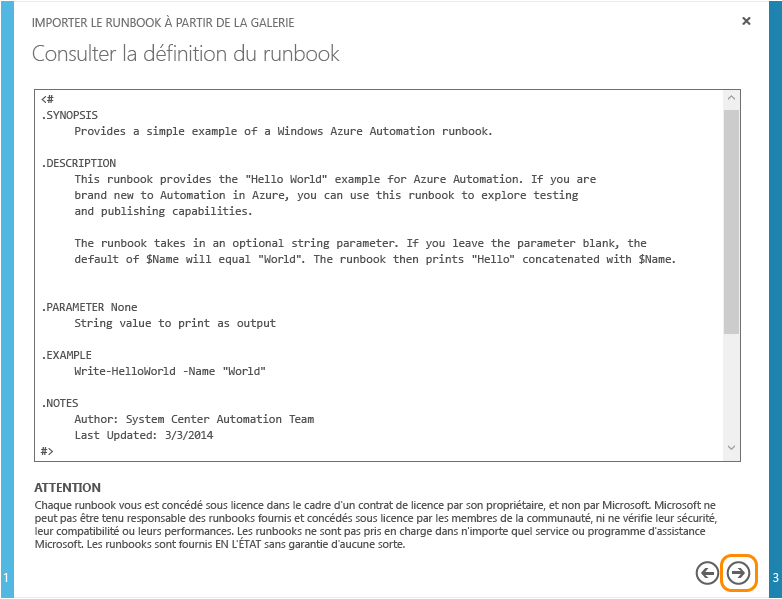 IMPORTER LE RUNBOOK À PARTIR DE LA GALERIE
Consulter la définition du runbook
<#
.SYNOPSIS
Provides a simple example of a Windows Azure Automation runbook.
.DESCRIPTION
This runbook provides the "Hello World" example for Azure Automation. If you are
brand new to Automation in Azure, you can use this runbook to explore testing
and publishing capabilities.
The runbook takes in an optional string parameter. If you leave the parameter blank, the
default of $Name will equal "World". The runbook then prints "Hello" concatenated with $Name.
.PARAMETER None
String value to print as output
.EXAMPLE
Write-HelloWorld -Name "World"
.NOTES
Author: System Center Automation Team
Last Updated: 3/3/2014
#>
ATTENTION
Chaque runbook vous est concédé sous licence dans le cadre d'un contrat de licence par son propriétaire, et non par Microsoft. Microsoft ne
peut pas être tenu responsable des runbooks fournis et concédés sous licence par les membres de la communauté, ni ne vérifie leur sécurité,
leur compatibilité ou leurs performances. Les runbooks ne sont pas pris en charge dans n'importe quel service ou programme d'assistance
Microsoft. Les runbooks sont fournis EN L'ÉTAT sans garantie d'aucune sorte.
1
3